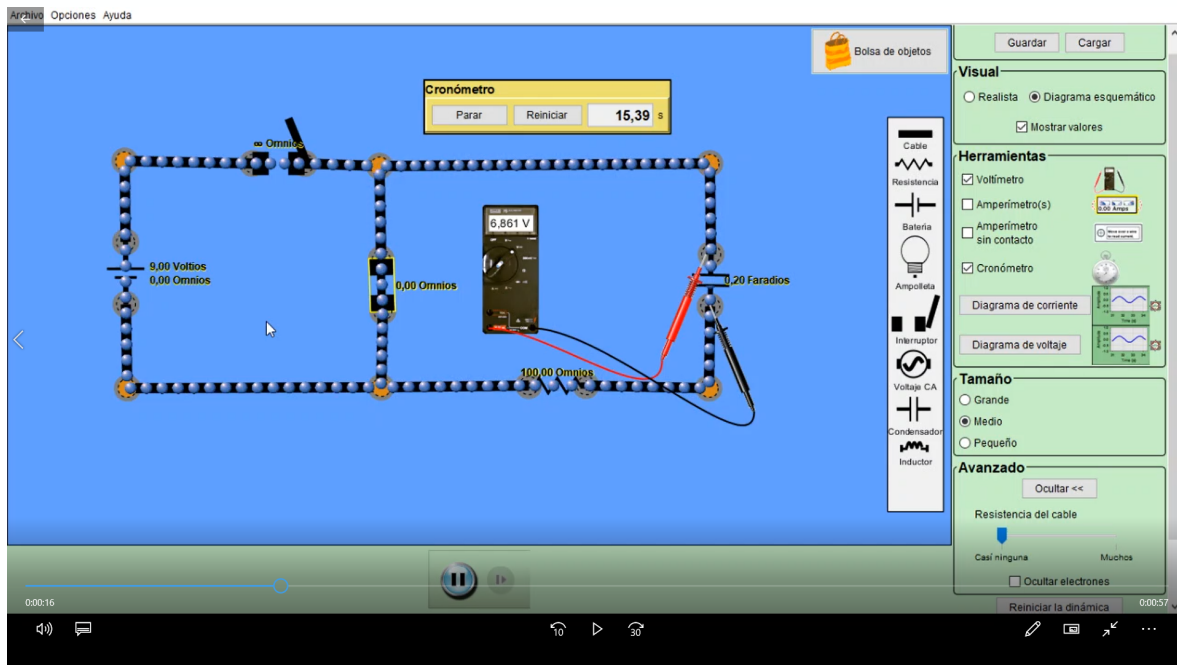 Archivo Opciones Ayuda
Guardar Cargar
Bolsa de objetos
Visual
Realista Diagrama esquemático
Mostrar valores
Cronómetro
Parar Reiniciar 15,39 s
Cable
Resistencia
Batería
Ampolleta
Interruptor
Voltaje CA
Condensador
Inductor
Herramientas
Voltímetro
Amperímetro(s)
0.00 Amps
Amperímetro
sin contacto
Cronómetro
Diagrama de corriente
Diagrama de voltaje
∞ Omnios
6,861 V
9,00 Voltios
0,00 Omnios
0,00 Omnios
0,20 Faradios
100,00 Omnios
Tamaño
Grande
Medio
Pequeño
Avanzado
Ocultar <<
Resistencia del cable
Casí ninguna Muchos
Ocultar electrones
Reiniciar la dinámica
0:00:16 0:00:57
10 30